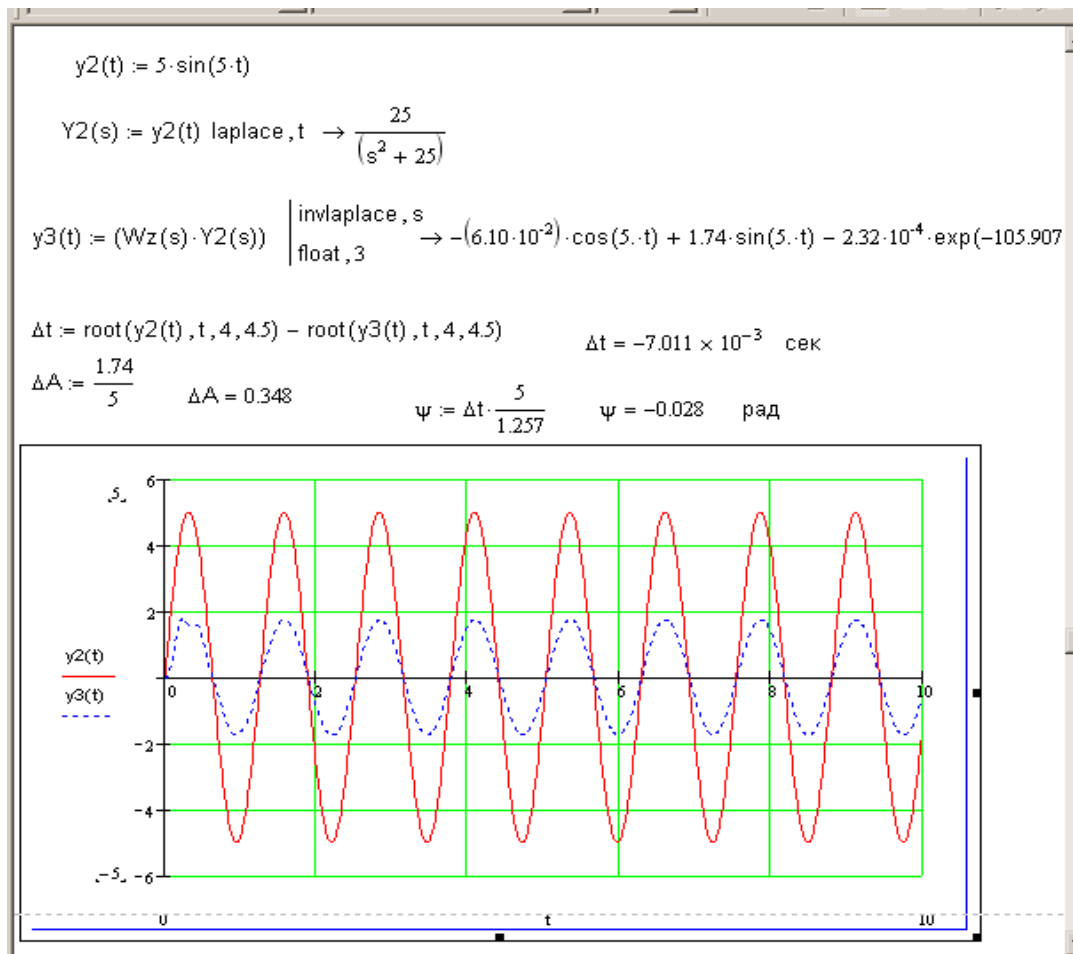 y2(t) := 5·sin(5·t)
Y2(s) := y2(t) laplace,t → 25/(s² + 25)
y3(t) := (Wz(s)·Y2(s)) | invlaplace,s float,3 → -(6.10·10⁻²)·cos(5.·t) + 1.74·sin(5.·t) − 2.32·10⁻⁴·exp(−105.907
Δt := root(y2(t),t,4,4.5) − root(y3(t),t,4,4.5) Δt = −7.011 × 10⁻³ сек
ΔA := 1.74/5 ΔA = 0.348 ψ := Δt·5/1.257 ψ = −0.028 рад
5
6
4
2
−2
−4
−6
−5
y2(t)
y3(t)
0 2 4 6 8 10
0 t 10